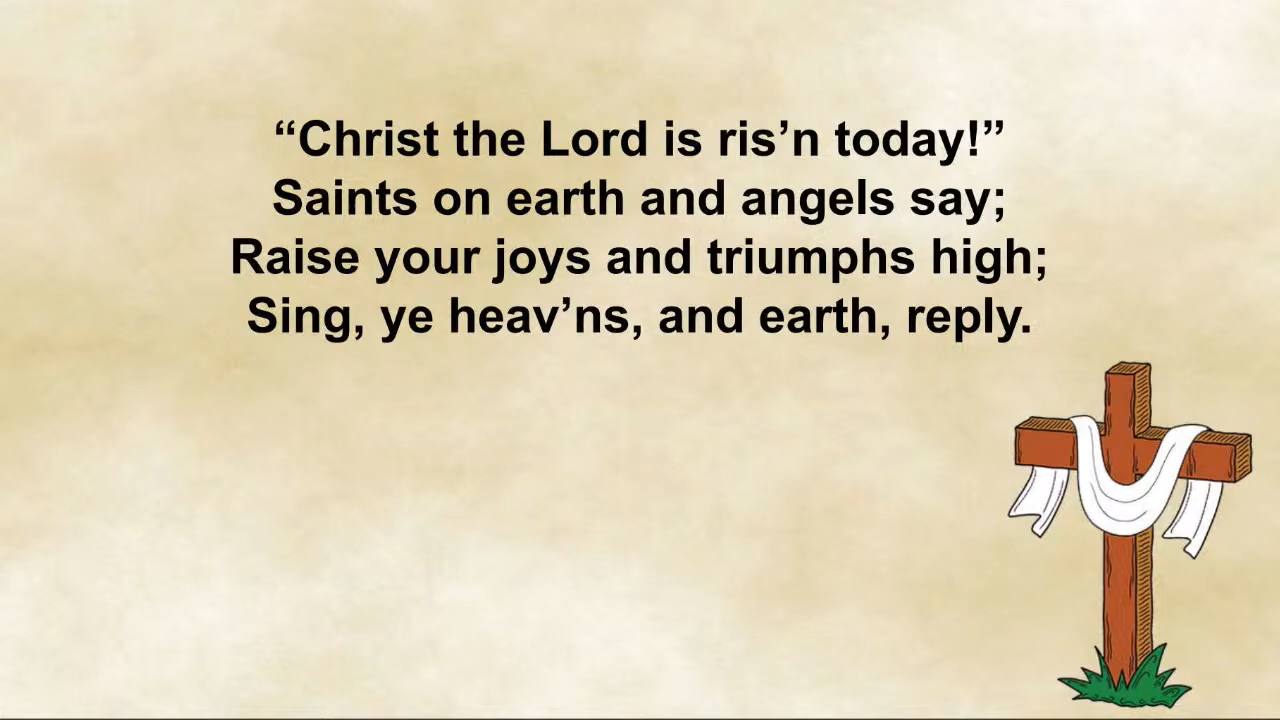 “Christ the Lord is ris’n today!”
Saints on earth and angels say;
Raise your joys and triumphs high;
Sing, ye heav’ns, and earth, reply.